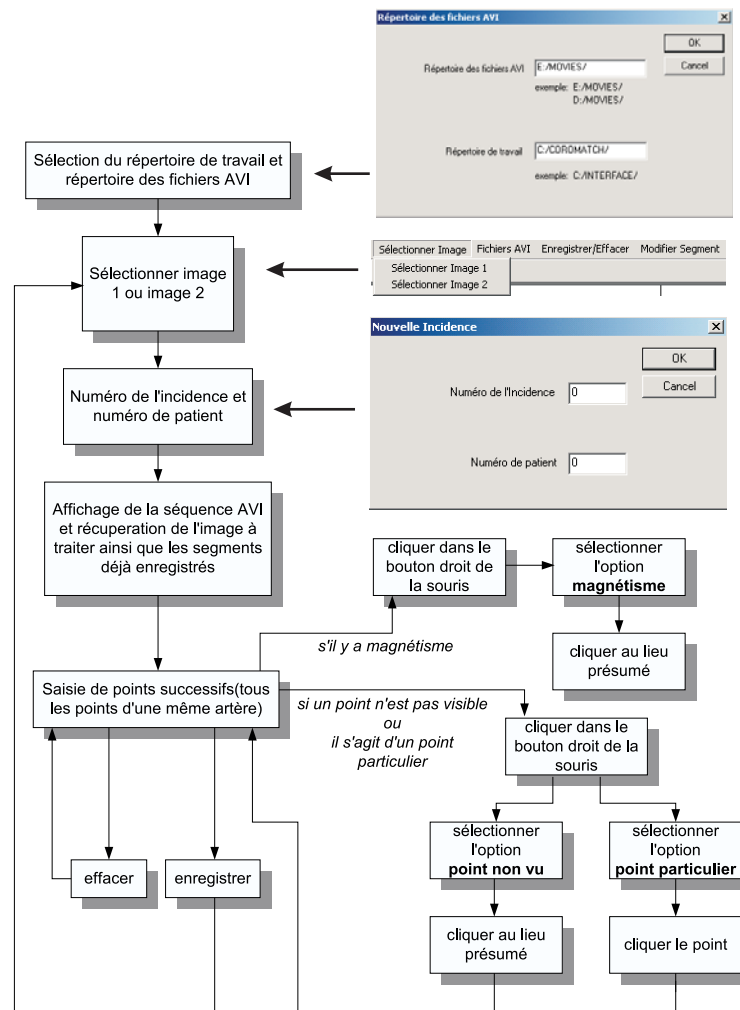 Répertoire des fichiers AVI
OK
Cancel
Répertoire des fichiers AVI
E:/MOVIES/
exemple: E:/MOVIES/
D:/MOVIES/
Répertoire de travail
C:/COROMATCH/
exemple: C:/INTERFACE/
Sélection du répertoire de travail et
répertoire des fichiers AVI
Sélectionner image
1 ou image 2
Sélectionner Image Fichiers AVI Enregistrer/Effacer Modifier Segment
Sélectionner Image 1
Sélectionner Image 2
Nouvelle Incidence
OK
Cancel
Numéro de l'Incidence
0
Numéro de patient
0
Numéro de l'incidence et
numéro de patient
Affichage de la séquence AVI
et récuperation de l'image à
traiter ainsi que les segments
déjà enregistrés
cliquer dans le
bouton droit de
la souris
sélectionner
l'option
magnétisme
s'il y a magnétisme
cliquer au lieu
présumé
Saisie de points successifs(tous
les points d'une même artère)
si un point n'est pas visible
ou
il s'agit d'un point
particulier
cliquer dans le
bouton droit de la
souris
effacer
enregistrer
sélectionner
l'option
point non vu
sélectionner
l'option
point particulier
cliquer au lieu
présumé
cliquer le point